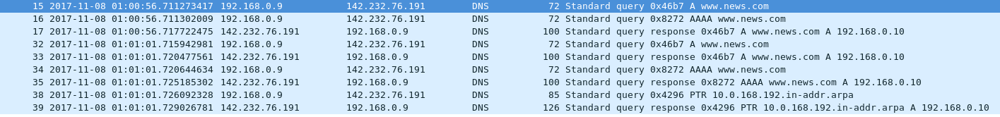 15 2017-11-08 01:00:56.711273417 192.168.0.9 142.232.76.191 DNS 72 Standard query 0x46b7 A www.news.com
16 2017-11-08 01:00:56.711302009 192.168.0.9 142.232.76.191 DNS 72 Standard query 0x8272 AAAA www.news.com
17 2017-11-08 01:00:56.717722475 142.232.76.191 192.168.0.9 DNS 100 Standard query response 0x46b7 A www.news.com A 192.168.0.10
32 2017-11-08 01:01:01.715942981 192.168.0.9 142.232.76.191 DNS 72 Standard query 0x46b7 A www.news.com
33 2017-11-08 01:01:01.720477561 142.232.76.191 192.168.0.9 DNS 100 Standard query response 0x46b7 A www.news.com A 192.168.0.10
34 2017-11-08 01:01:01.720644634 192.168.0.9 142.232.76.191 DNS 72 Standard query 0x8272 AAAA www.news.com
35 2017-11-08 01:01:01.725185302 142.232.76.191 192.168.0.9 DNS 100 Standard query response 0x8272 AAAA www.news.com A 192.168.0.10
38 2017-11-08 01:01:01.726092328 192.168.0.9 142.232.76.191 DNS 85 Standard query 0x4296 PTR 10.0.168.192.in-addr.arpa
39 2017-11-08 01:01:01.729026781 142.232.76.191 192.168.0.9 DNS 126 Standard query response 0x4296 PTR 10.0.168.192.in-addr.arpa A 192.168.0.10